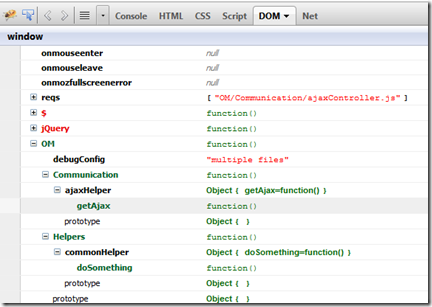 Console HTML CSS Script DOM Net
window
onmouseenter null
onmouseleave null
onmozfullscreenerror null
reqs [ "OM/Communication/ajaxController.js" ]
$ function()
jQuery function()
OM function()
debugConfig "multiple files"
Communication function()
ajaxHelper Object { getAjax=function() }
getAjax function()
prototype Object { }
Helpers function()
commonHelper Object { doSomething=function() }
doSomething function()
prototype Object { }
prototype Object { }